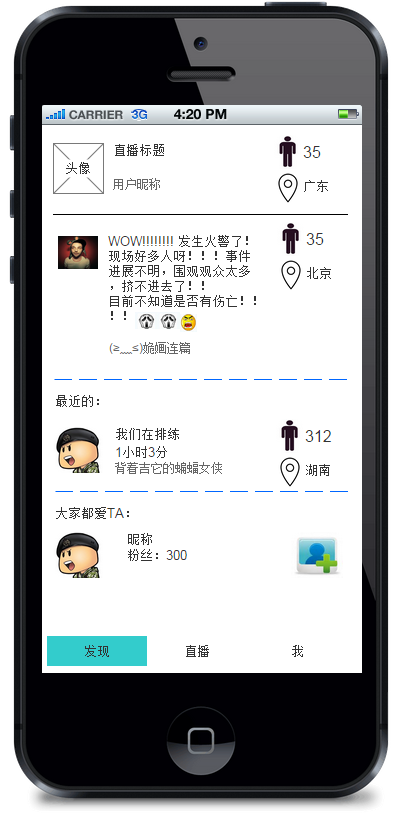 CARRIER 3G 4:20 PM
头像
直播标题
35
用户昵称
广东
WOW!!!!!!!! 发生火警了!
现场好多人呀!!! 事件
进展不明，围观观众太多
，挤不进去了!!
目前不知道是否有伤亡!!
!!
35
北京
最近的：
我们在排练
1小时3分
背着吉它的蝙蝠女侠
312
湖南
大家都爱TA：
昵称
粉丝：300
发现
直播
我